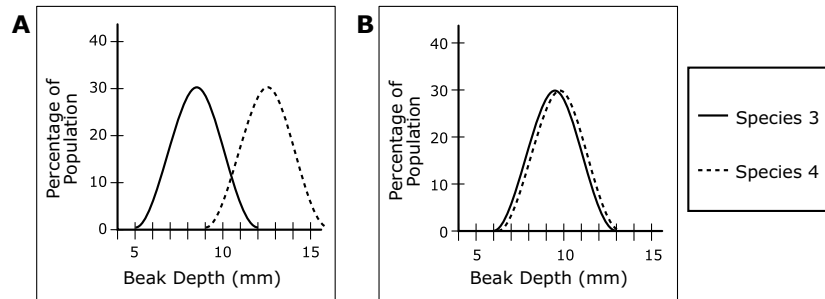 A
Percentage of
Population
40
30
20
10
0
5
10
15
Beak Depth (mm)
B
Percentage of
Population
40
30
20
10
0
5
10
15
Beak Depth (mm)
Species 3
Species 4